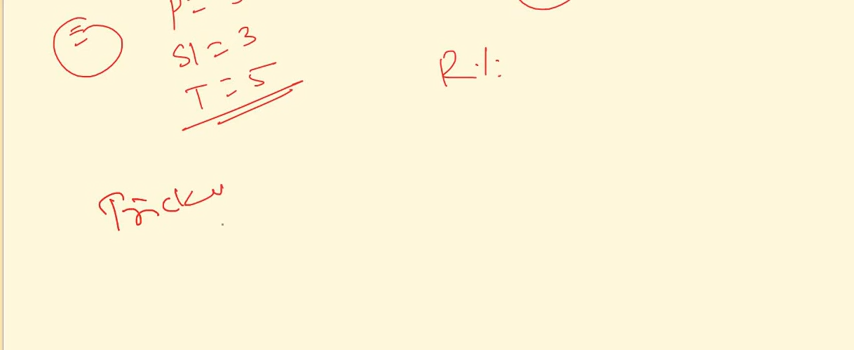 SI = 3
T = 5
R%
Trick